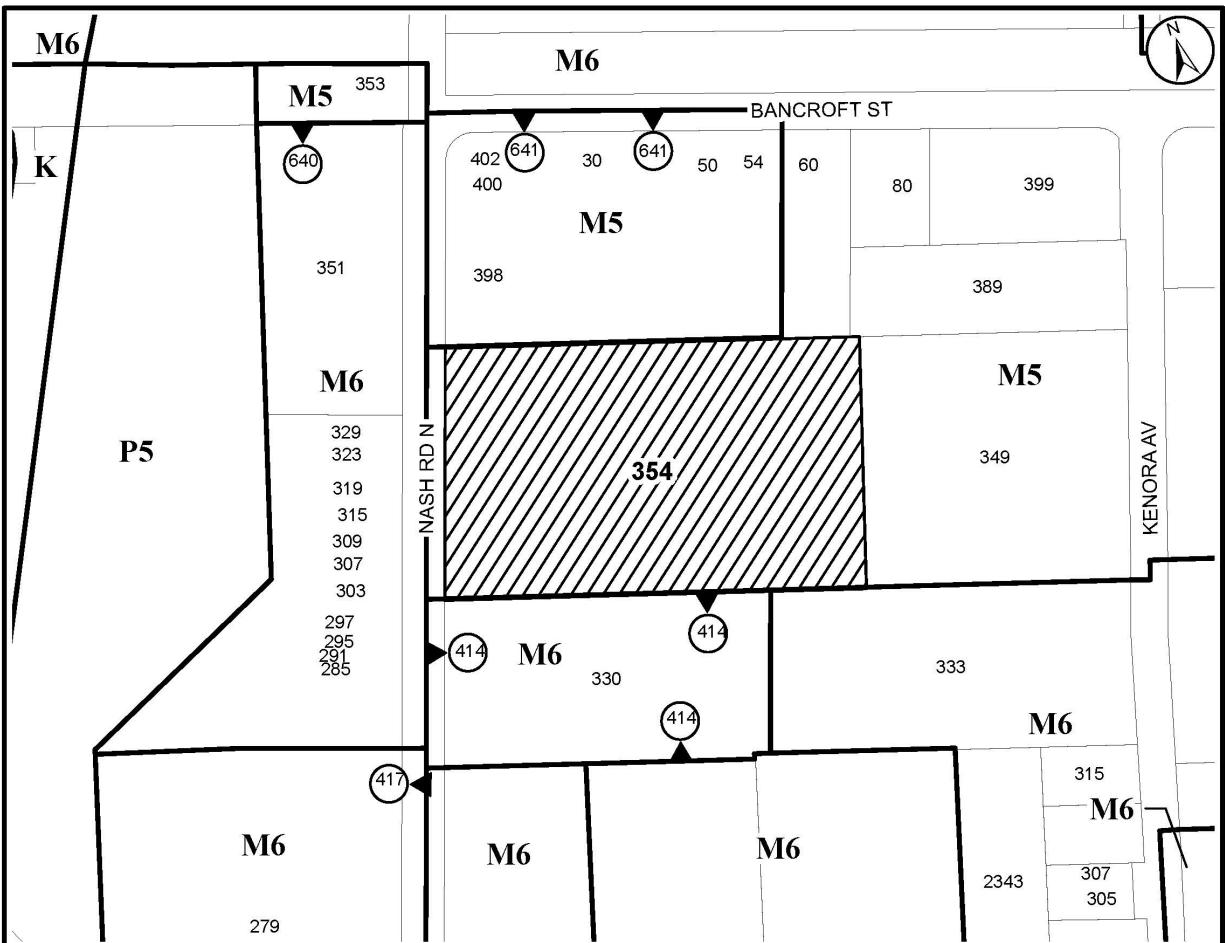 M6
M6
N
353
M5
BANCROFT ST
K
640
402
641
30
641
50
54
60
80
399
400
M5
351
398
389
M6
M5
329
323
P5
NASH RD N
354
349
KENORA AV
319
315
309
307
303
297
295
291
285
414
M6
414
330
333
414
M6
417
315
M6
M6
M6
M6
2343
307
305
279